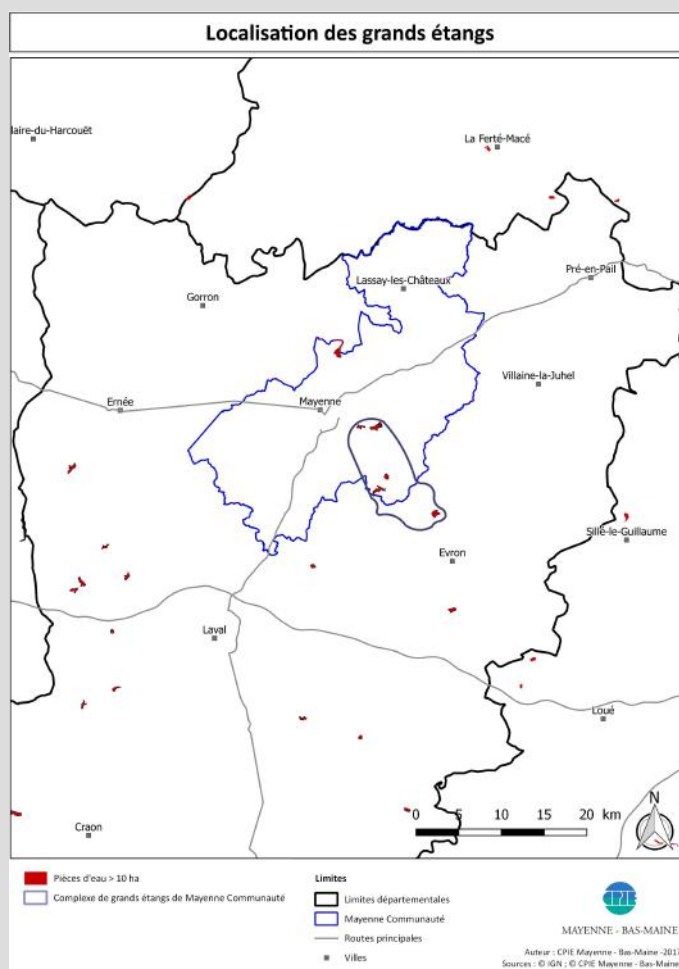 Localisation des grands étangs
laire-du-Harcouët
La Ferté-Macé
Pré-en-Pail
Lassay-les-Châteaux
Gorron
Villaine-la-Juhel
Ernée
Mayenne
Sillé-le-Guillaume
Evron
Laval
Loué
Craon
0 5 10 15 20 km
N
Pièces d'eau > 10 ha
Complexe de grands étangs de Mayenne Communauté
Limites
Limites départementales
Mayenne Communauté
Routes principales
Villes
CPIE
MAYENNE - BAS-MAINE
Auteur : CPIE Mayenne - Bas-Maine -2017
Sources : © IGN ; © CPIE Mayenne - Bas-Maine